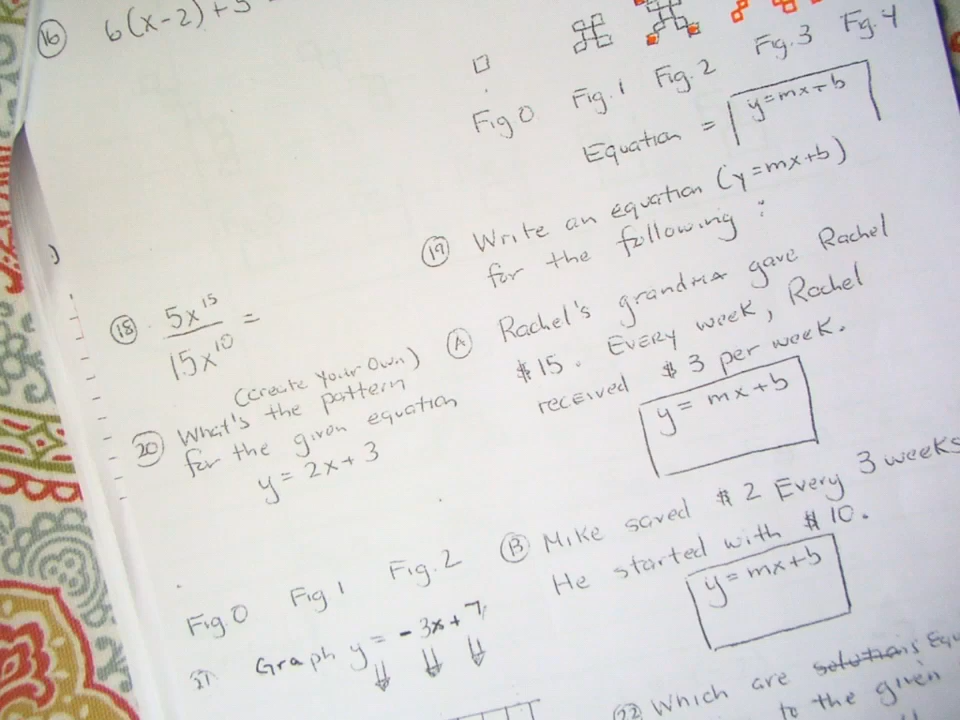 16 6(x-2)+5
Fig 0 Fig. 1 Fig. 2 Fig. 3 Fig. 4
Equation = y=mx+b
19 Write an equation (y=mx+b)
for the following :
A Rachel's grandma gave Rachel
$15. EVERY week, Rachel
received $3 per week.
y = mx+b
B Mike saved $2 Every 3 weeks
He started with $10.
y=mx+b
18 5x^15
15x^10 =
(create your own)
20 What's the pattern
for the given equation
y = 2x + 3
Fig. 0 Fig 1 Fig. 2
21 Graph y = -3x+7
22 Which are solutions Equ
to the given